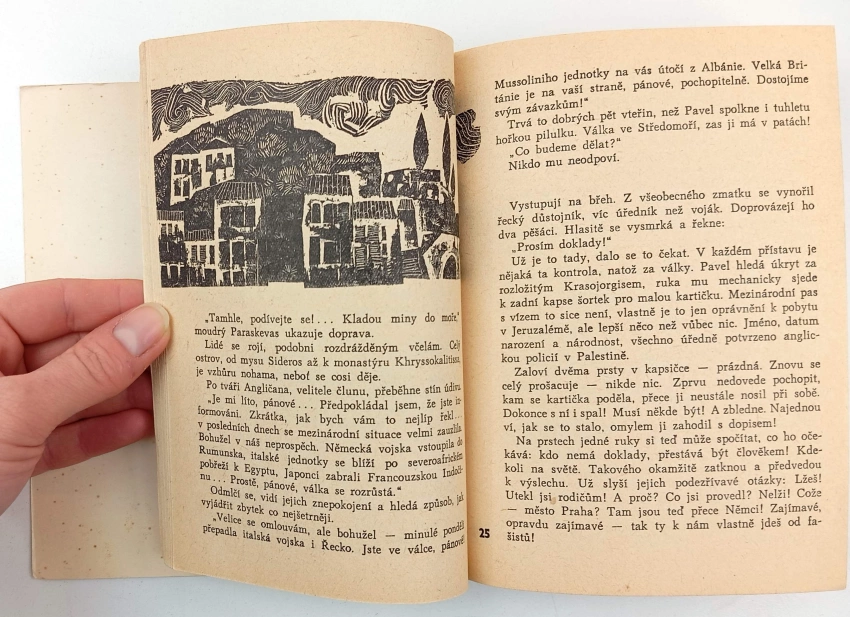 „Tamhle, podívejte se!... Kladou miny do moře,"
moudrý Paraskevas ukazuje doprava.
Lidé se rojí, podobni rozdrážděným včelám. Celý
ostrov, od mysu Sideros až k monastýru Khryssokalitissa,
je vzhůru nohama, neboť se cosi děje.
Po tváři Angličana, velitele člunu, přeběhne stín údivu.
„Je mi líto, pánové... Předpokládal jsem, že jste in-
formováni. Zkrátka, jak bych vám to nejlíp řekl...
v posledních dnech se mezinárodní situace velmi zauzlila.
Bohužel v náš neprospěch. Německá vojska vstoupila do
Rumunska, italské jednotky se blíží po severoafrickém
pobřeží k Egyptu, Japonci zabrali Francouzskou Indočí-
nu... Prostě, pánové, válka se rozrůstá."
Odmlčí se, vidí jejich znepokojení a hledá způsob, jak
vyjádřit zbytek co nejšetrněji.
„Velice se omlouvám, ale bohužel — minulé pondělí
přepadla italská vojska i Řecko. Jste ve válce, pánové!
Mussoliniho jednotky na vás útočí z Albánie. Velká Bri-
tánie je na vaší straně, pánové, pochopitelně. Dostojíme
svým závazkům!"
Trvá to dobrých pět vteřin, než Pavel spolkne i tuhletu
hořkou pilulku. Válka ve Středomoří, zas ji má v patách!
„Co budeme dělat?"
Nikdo mu neodpoví.
Vystupují na břeh. Z všeobecného zmatku se vynořil
řecký důstojník, víc úředník než voják. Doprovázejí ho
dva pěšáci. Hlasitě se vysmrká a řekne:
„Prosím doklady!"
Už je to tady, dalo se to čekat. V každém přístavu je
nějaká ta kontrola, natož za války. Pavel hledá úkryt za
rozložitým Krasojorgisem, ruka mu mechanicky sjede
k zadní kapse šortek pro malou kartičku. Mezinárodní pas
s vízem to sice není, vlastně je to jen oprávnění k pobytu
v Jeruzalémě, ale lepší něco než vůbec nic. Jméno, datum
narození a národnost, všechno úředně potvrzeno anglic-
kou policií v Palestině.
Zaloví dvěma prsty v kapsičce — prázdná. Znovu se
celý prošacuje — nikde nic. Zprvu nedovede pochopit,
kam se kartička poděla, přece ji neustále nosil při sobě.
Dokonce s ní i spal! Musí někde být! A zbledne. Najednou
ví, jak se to stalo, omylem ji zahodil s dopisem!
Na prstech jedné ruky si teď může spočítat, co ho oče-
kává: kdo nemá doklady, přestává být člověkem! Kde-
koli na světě. Takového okamžitě zatknou a předvedou
k výslechu. Už slyší jejich podezřívavé otázky: Lžeš!
Utekl jsi rodičům! A proč? Co jsi provedl? Nelži! Cože
— město Praha? Tam jsou teď přece Němci! Zajímavé,
opravdu zajímavé — tak ty k nám vlastně jdeš od fa-
šistů!
25